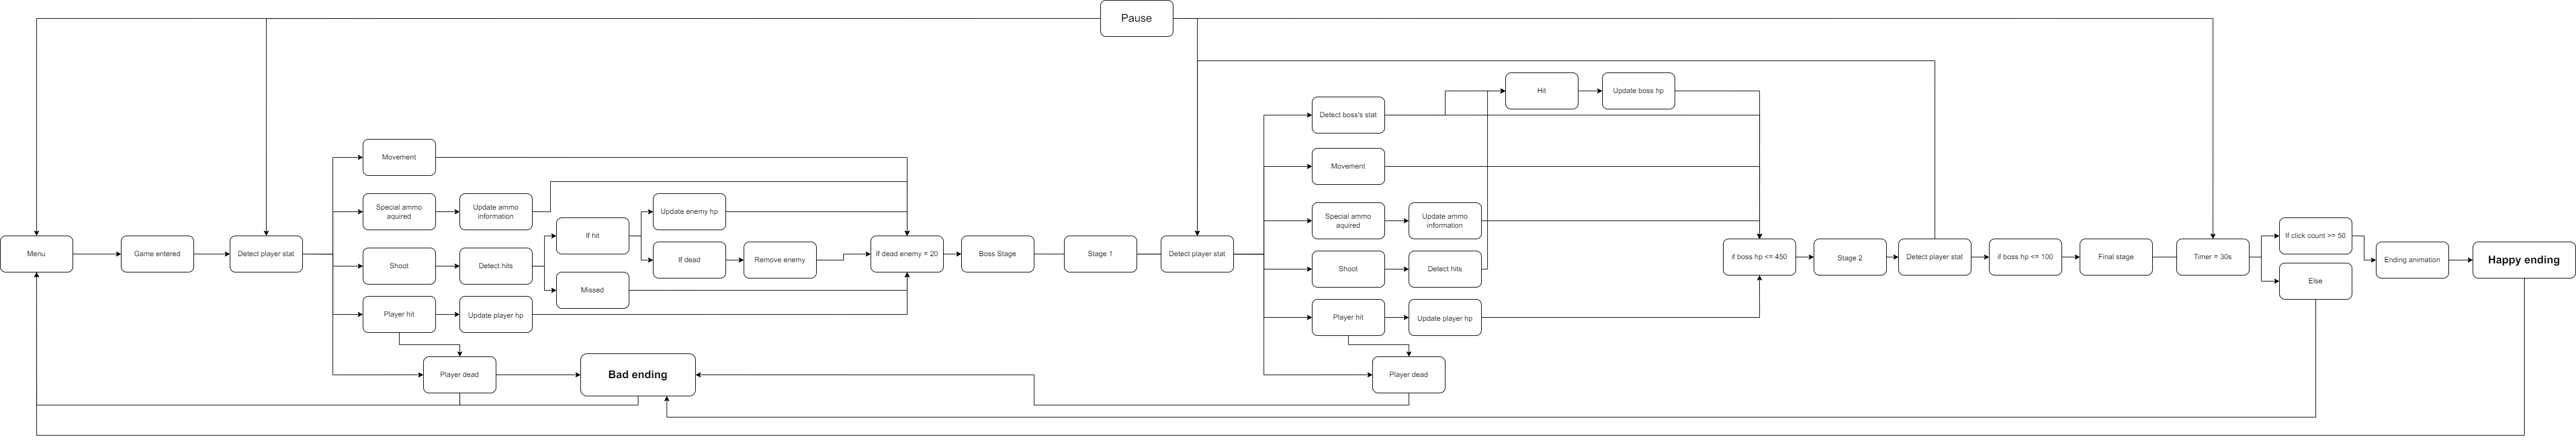 Pause
Menu
Game entered
Detect player stat
Movement
Special ammo
aquired
Update ammo
information
Shoot
Detect hits
If hit
Update enemy hp
If dead
Remove enemy
Missed
Player hit
Update player hp
Player dead
Bad ending
If dead enemy = 20
Boss Stage
Stage 1
Detect player stat
Detect boss's stat
Hit
Update boss hp
Movement
Special ammo
aquired
Update ammo
information
Shoot
Detect hits
Player hit
Update player hp
Player dead
if boss hp <= 450
Stage 2
Detect player stat
if boss hp <= 100
Final stage
Timer = 30s
If click count >= 50
Else
Ending animation
Happy ending